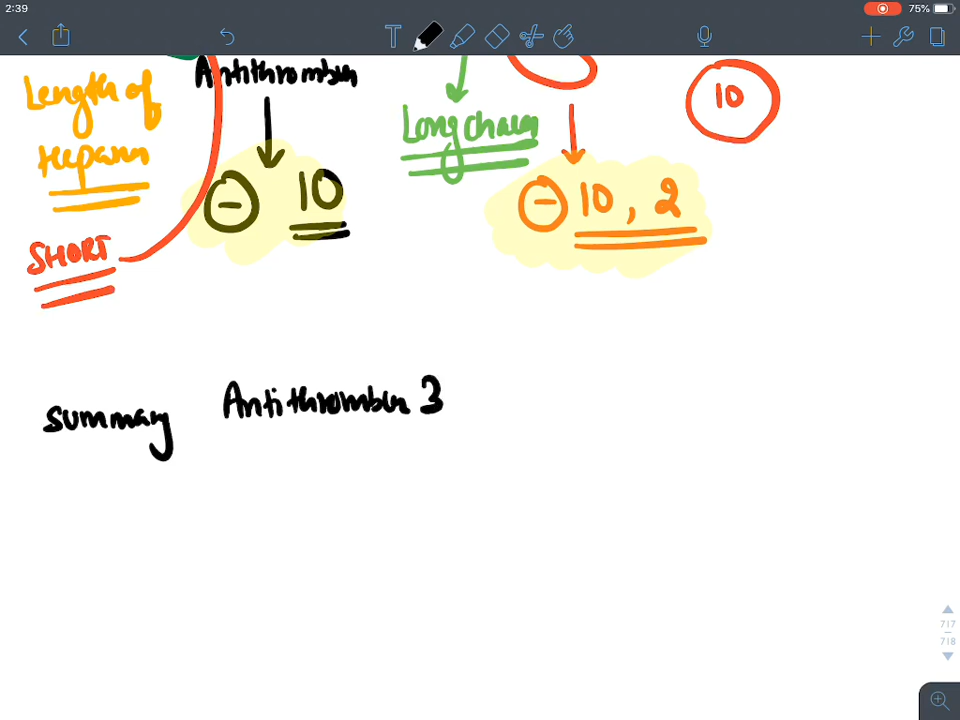 2:39
75%
T
Length of
Heparin
SHORT
Antithrombin
⊖ 10
Long chain
⊖ 10, 2
10
Summary
Antithrombin 3
717
718